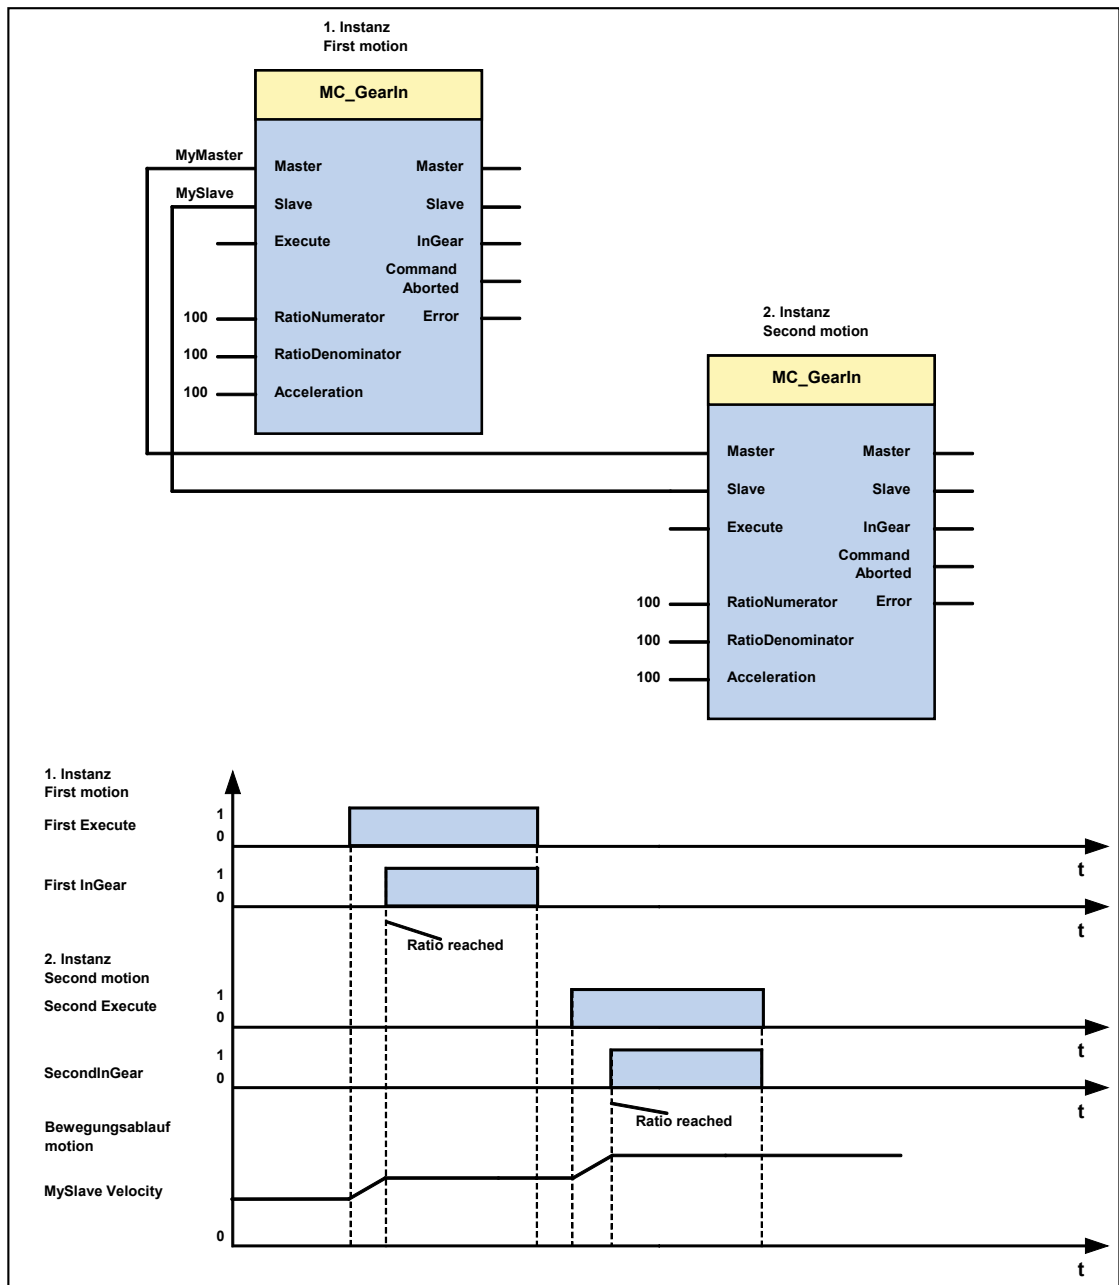 1. Instanz
First motion
MC_GearIn
MyMaster
Master
Master
MySlave
Slave
Slave
Execute
InGear
Command
Aborted
100
RatioNumerator
Error
100
RatioDenominator
100
Acceleration
2. Instanz
Second motion
MC_GearIn
Master
Master
Slave
Slave
Execute
InGear
Command
Aborted
100
RatioNumerator
Error
100
RatioDenominator
100
Acceleration
1. Instanz
First motion
First Execute
1
0
t
First InGear
1
0
t
Ratio reached
2. Instanz
Second motion
Second Execute
1
0
t
SecondInGear
1
0
t
Ratio reached
Bewegungsablauf
motion
MySlave Velocity
0
t